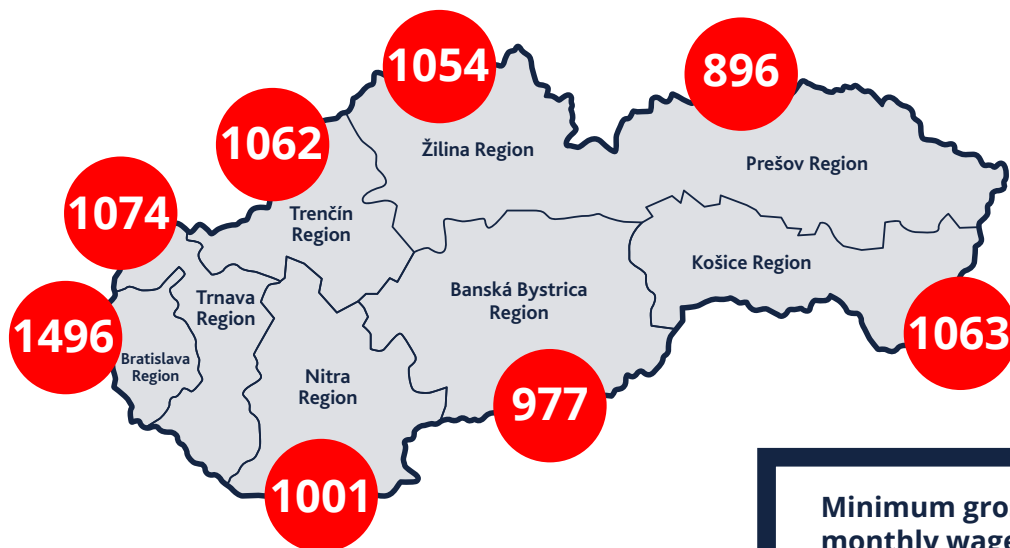 1054
896
1062
Žilina Region
Prešov Region
1074
Trenčín
Region
Košice Region
Trnava
Region
Banská Bystrica
Region
1496
1063
Bratislava
Region
Nitra
Region
977
1001
Minimum gro
monthly wage